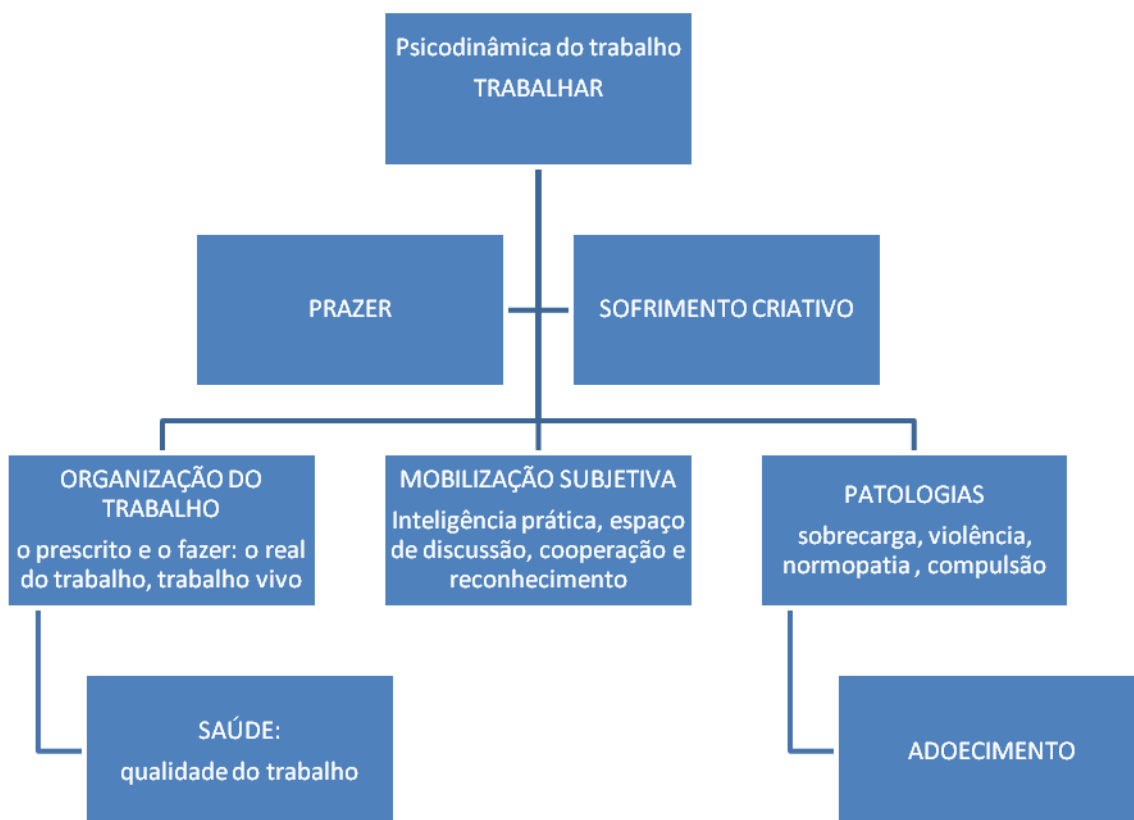 Psicodinâmica do trabalho
TRABALHAR
PRAZER
SOFRIMENTO CRIATIVO
ORGANIZAÇÃO DO
TRABALHO
o prescrito e o fazer: o real
do trabalho, trabalho vivo
MOBILIZAÇÃO SUBJETIVA
Inteligência prática, espaço
de discussão, cooperação e
reconhecimento
PATOLOGIAS
sobrecarga, violência,
normopatia , compulsão
SAÚDE:
qualidade do trabalho
ADOECIMENTO